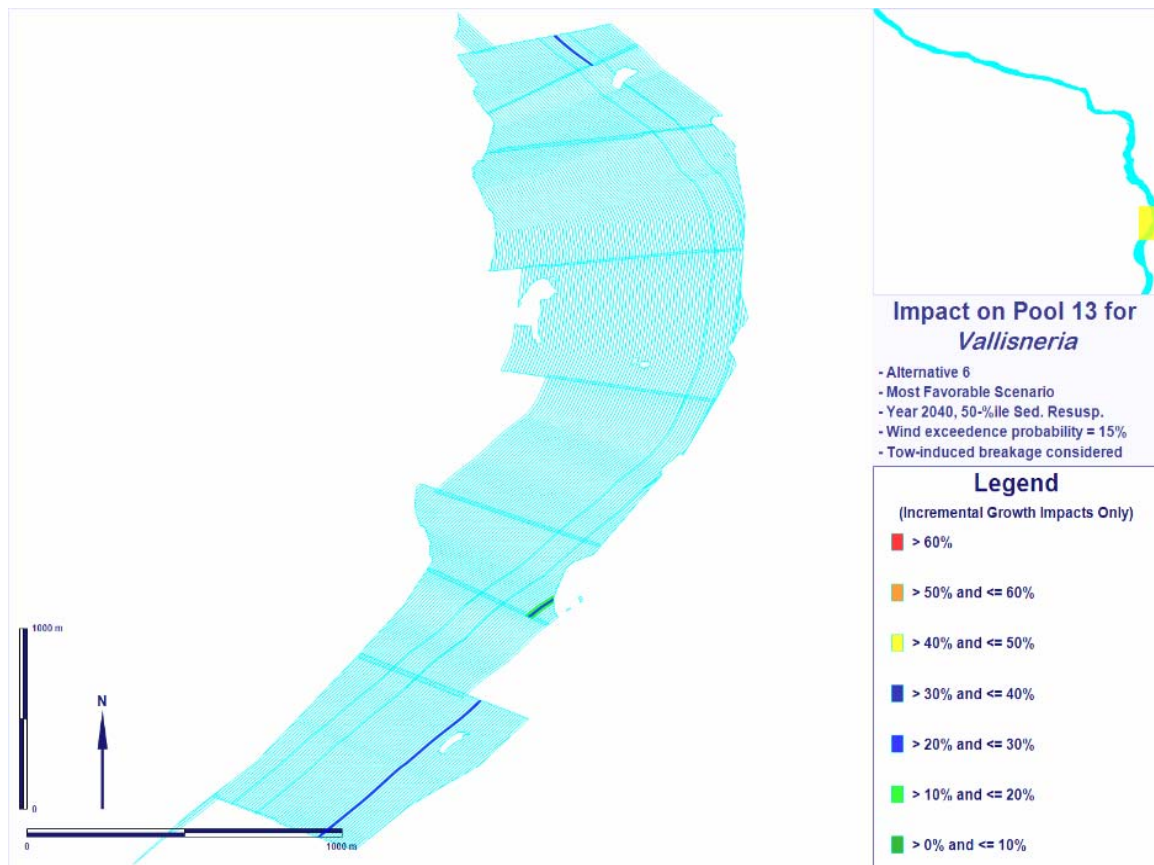 Impact on Pool 13 for
Vallisneria
- Alternative 6
- Most Favorable Scenario
- Year 2040, 50-%ile Sed. Resusp.
- Wind exceedence probability = 15%
- Tow-induced breakage considered
Legend
(Incremental Growth Impacts Only)
> 60%
> 50% and <= 60%
> 40% and <= 50%
> 30% and <= 40%
> 20% and <= 30%
> 10% and <= 20%
> 0% and <= 10%
1000 m
N
0
0
1000 m